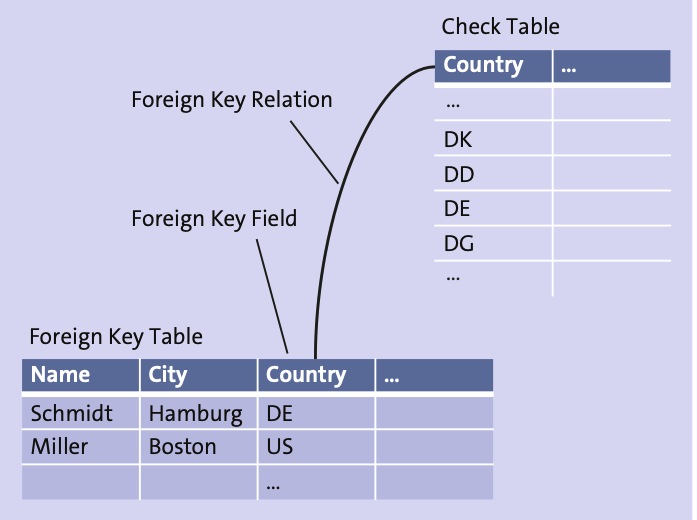 Check Table
Country ...
...
DK
DD
DE
DG
...
Foreign Key Relation
Foreign Key Field
Foreign Key Table
Name City Country ...
Schmidt Hamburg DE
Miller Boston US
...